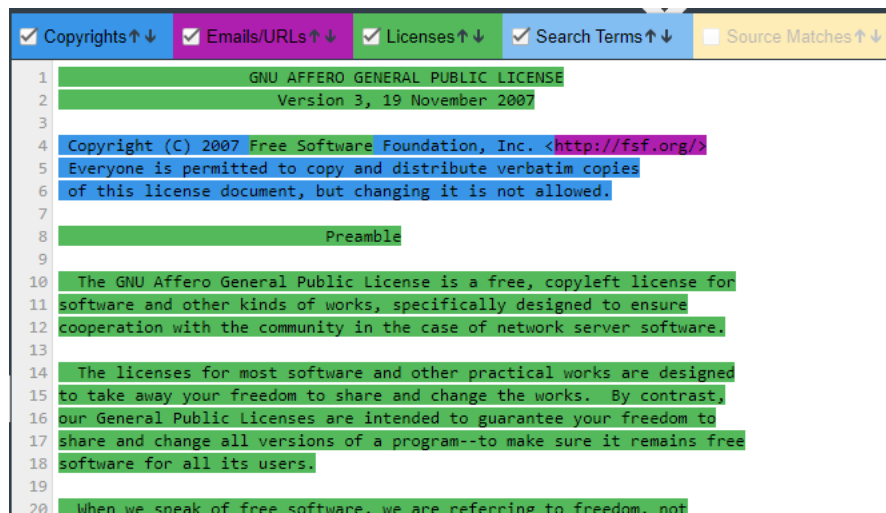 Copyrights↑↓ Emails/URLs↑↓ Licenses↑↓ Search Terms↑↓ Source Matches↑↓
1 GNU AFFERO GENERAL PUBLIC LICENSE
2 Version 3, 19 November 2007
3
4 Copyright (C) 2007 Free Software Foundation, Inc. <http://fsf.org/>
5 Everyone is permitted to copy and distribute verbatim copies
6 of this license document, but changing it is not allowed.
7
8 Preamble
9
10 The GNU Affero General Public License is a free, copyleft license for
11 software and other kinds of works, specifically designed to ensure
12 cooperation with the community in the case of network server software.
13
14 The licenses for most software and other practical works are designed
15 to take away your freedom to share and change the works.  By contrast,
16 our General Public Licenses are intended to guarantee your freedom to
17 share and change all versions of a program--to make sure it remains free
18 software for all its users.
19
20 When we speak of free software, we are referring to freedom, not